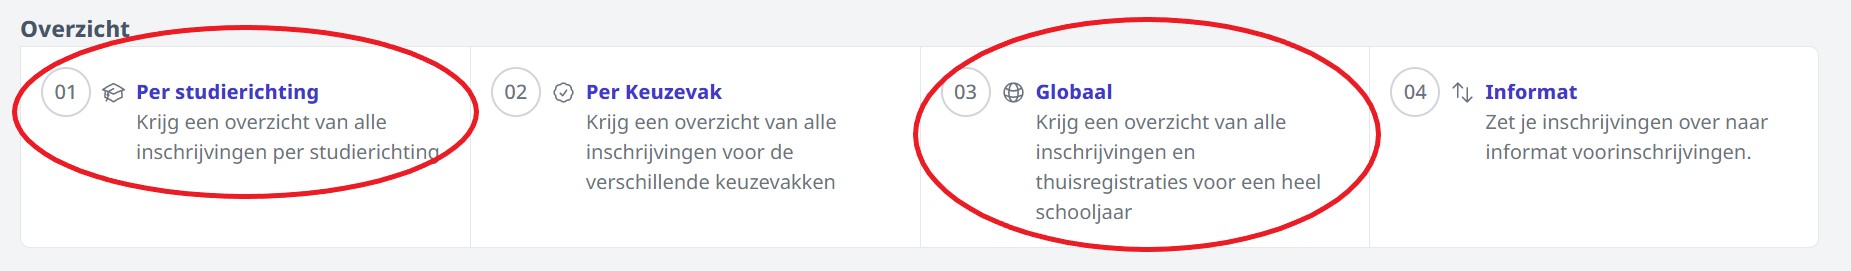 Overzicht
01
Per studierichting
Krijg een overzicht van alle
inschrijvingen per studierichting
02
Per Keuzevak
Krijg een overzicht van alle
inschrijvingen voor de
verschillende keuzevakken
03
Globaal
Krijg een overzicht van alle
inschrijvingen en
thuisregistraties voor een heel
schooljaar
04
Informat
Zet je inschrijvingen over naar
informat voorinschrijvingen.